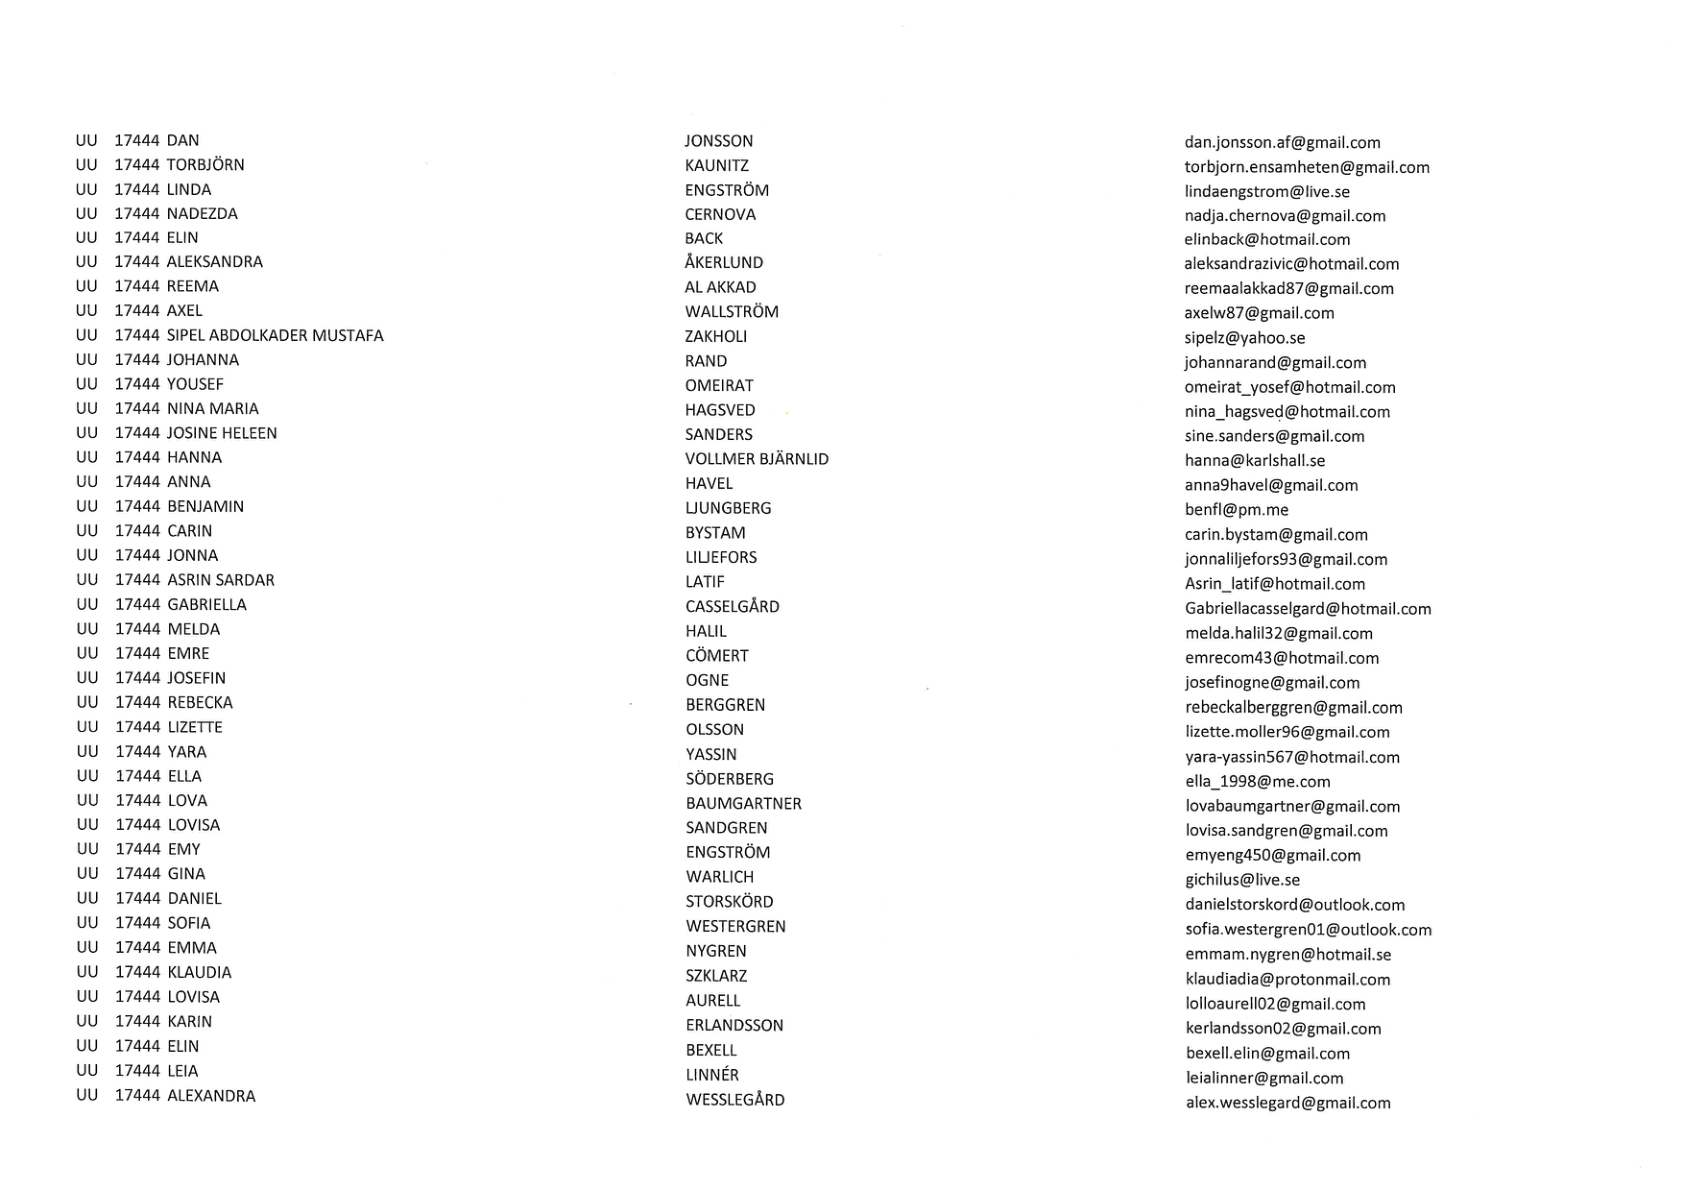 UU 17444 DAN JONSSON dan.jonsson.af@gmail.com
UU 17444 TORBJÖRN KAUNITZ torbjorn.ensamheten@gmail.com
UU 17444 LINDA ENGSTRÖM lindaengstrom@live.se
UU 17444 NADEZDA CERNOVA nadja.chernova@gmail.com
UU 17444 ELIN BACK elinback@hotmail.com
UU 17444 ALEKSANDRA ÅKERLUND aleksandrazivic@hotmail.com
UU 17444 REEMA AL AKKAD reemaalakkad87@gmail.com
UU 17444 AXEL WALLSTRÖM axelw87@gmail.com
UU 17444 SIPEL ABDOLKADER MUSTAFA ZAKHOLI sipelz@yahoo.se
UU 17444 JOHANNA RAND johannarand@gmail.com
UU 17444 YOUSEF OMEIRAT omeirat_yosef@hotmail.com
UU 17444 NINA MARIA HAGSVED nina_hagsved@hotmail.com
UU 17444 JOSINE HELEEN SANDERS sine.sanders@gmail.com
UU 17444 HANNA VOLLMER BJÄRNLID hanna@karlshall.se
UU 17444 ANNA HAVEL anna9havel@gmail.com
UU 17444 BENJAMIN LJUNGBERG benfl@pm.me
UU 17444 CARIN BYSTAM carin.bystam@gmail.com
UU 17444 JONNA LILJEFORS jonnaliljefors93@gmail.com
UU 17444 ASRIN SARDAR LATIF Asrin_latif@hotmail.com
UU 17444 GABRIELLA CASSELGÅRD Gabriellacasselgard@hotmail.com
UU 17444 MELDA HALIL melda.halil32@gmail.com
UU 17444 EMRE CÖMERT emrecom43@hotmail.com
UU 17444 JOSEFIN OGNE josefinogne@gmail.com
UU 17444 REBECKA BERGGREN rebeckalberggren@gmail.com
UU 17444 LIZETTE OLSSON lizette.moller96@gmail.com
UU 17444 YARA YASSIN yara-yassin567@hotmail.com
UU 17444 ELLA SÖDERBERG ella_1998@me.com
UU 17444 LOVA BAUMGARTNER lovabaumgartner@gmail.com
UU 17444 LOVISA SANDGREN lovisa.sandgren@gmail.com
UU 17444 EMY ENGSTRÖM emyeng450@gmail.com
UU 17444 GINA WARLICH gichilus@live.se
UU 17444 DANIEL STORSKÖRD danielstorskord@outlook.com
UU 17444 SOFIA WESTERGREN sofia.westergren01@outlook.com
UU 17444 EMMA NYGREN emmam.nygren@hotmail.se
UU 17444 KLAUDIA SZKLARZ klaudiadia@protonmail.com
UU 17444 LOVISA AURELL lolloaurell02@gmail.com
UU 17444 KARIN ERLANDSSON kerlandsson02@gmail.com
UU 17444 ELIN BEXELL bexell.elin@gmail.com
UU 17444 LEIA LINNÉR leialinner@gmail.com
UU 17444 ALEXANDRA WESSLEGÅRD alex.wesslegard@gmail.com